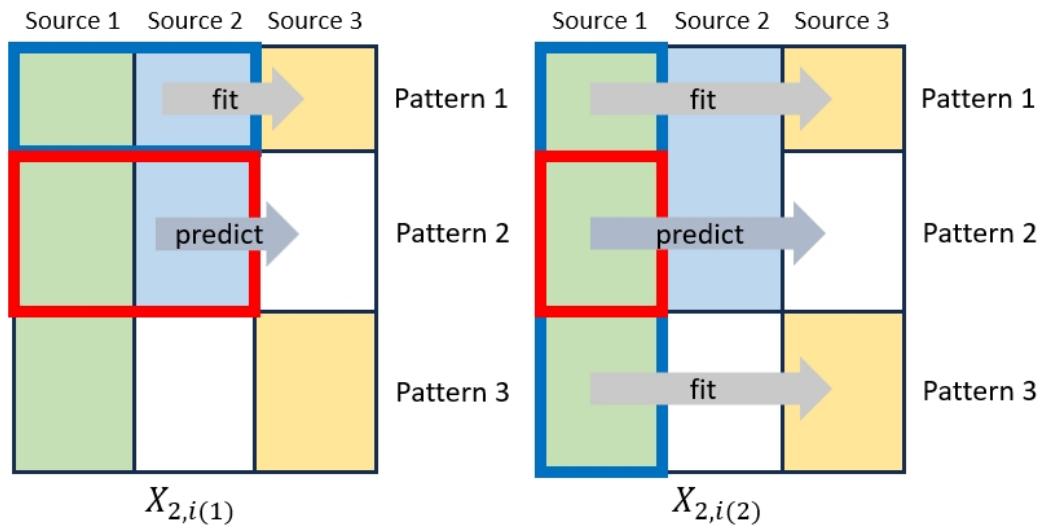 Source 1 Source 2 Source 3
fit
Pattern 1
predict
Pattern 2
Pattern 3
X₂,ᵢ₍₁₎
Source 1 Source 2 Source 3
fit
Pattern 1
predict
Pattern 2
fit
Pattern 3
X₂,ᵢ₍₂₎